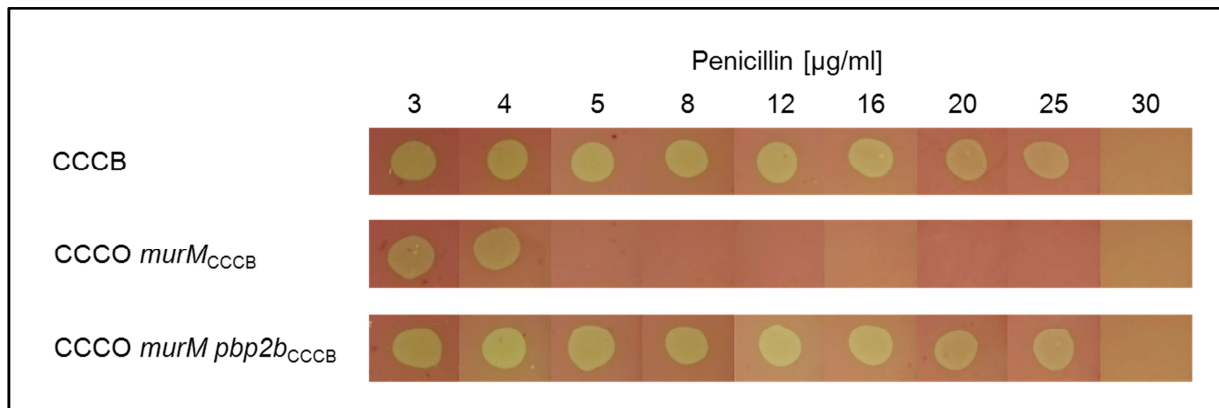 Penicillin [µg/ml]
3 4 5 8 12 16 20 25 30
CCCB
CCCO murMCCCB
CCCO murM pbp2bCCCB